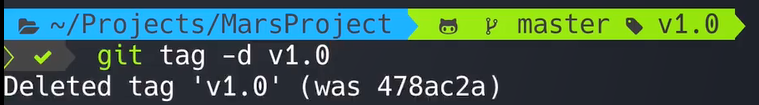 ~/Projects/MarsProject master v1.0
git tag -d v1.0
Deleted tag 'v1.0' (was 478ac2a)